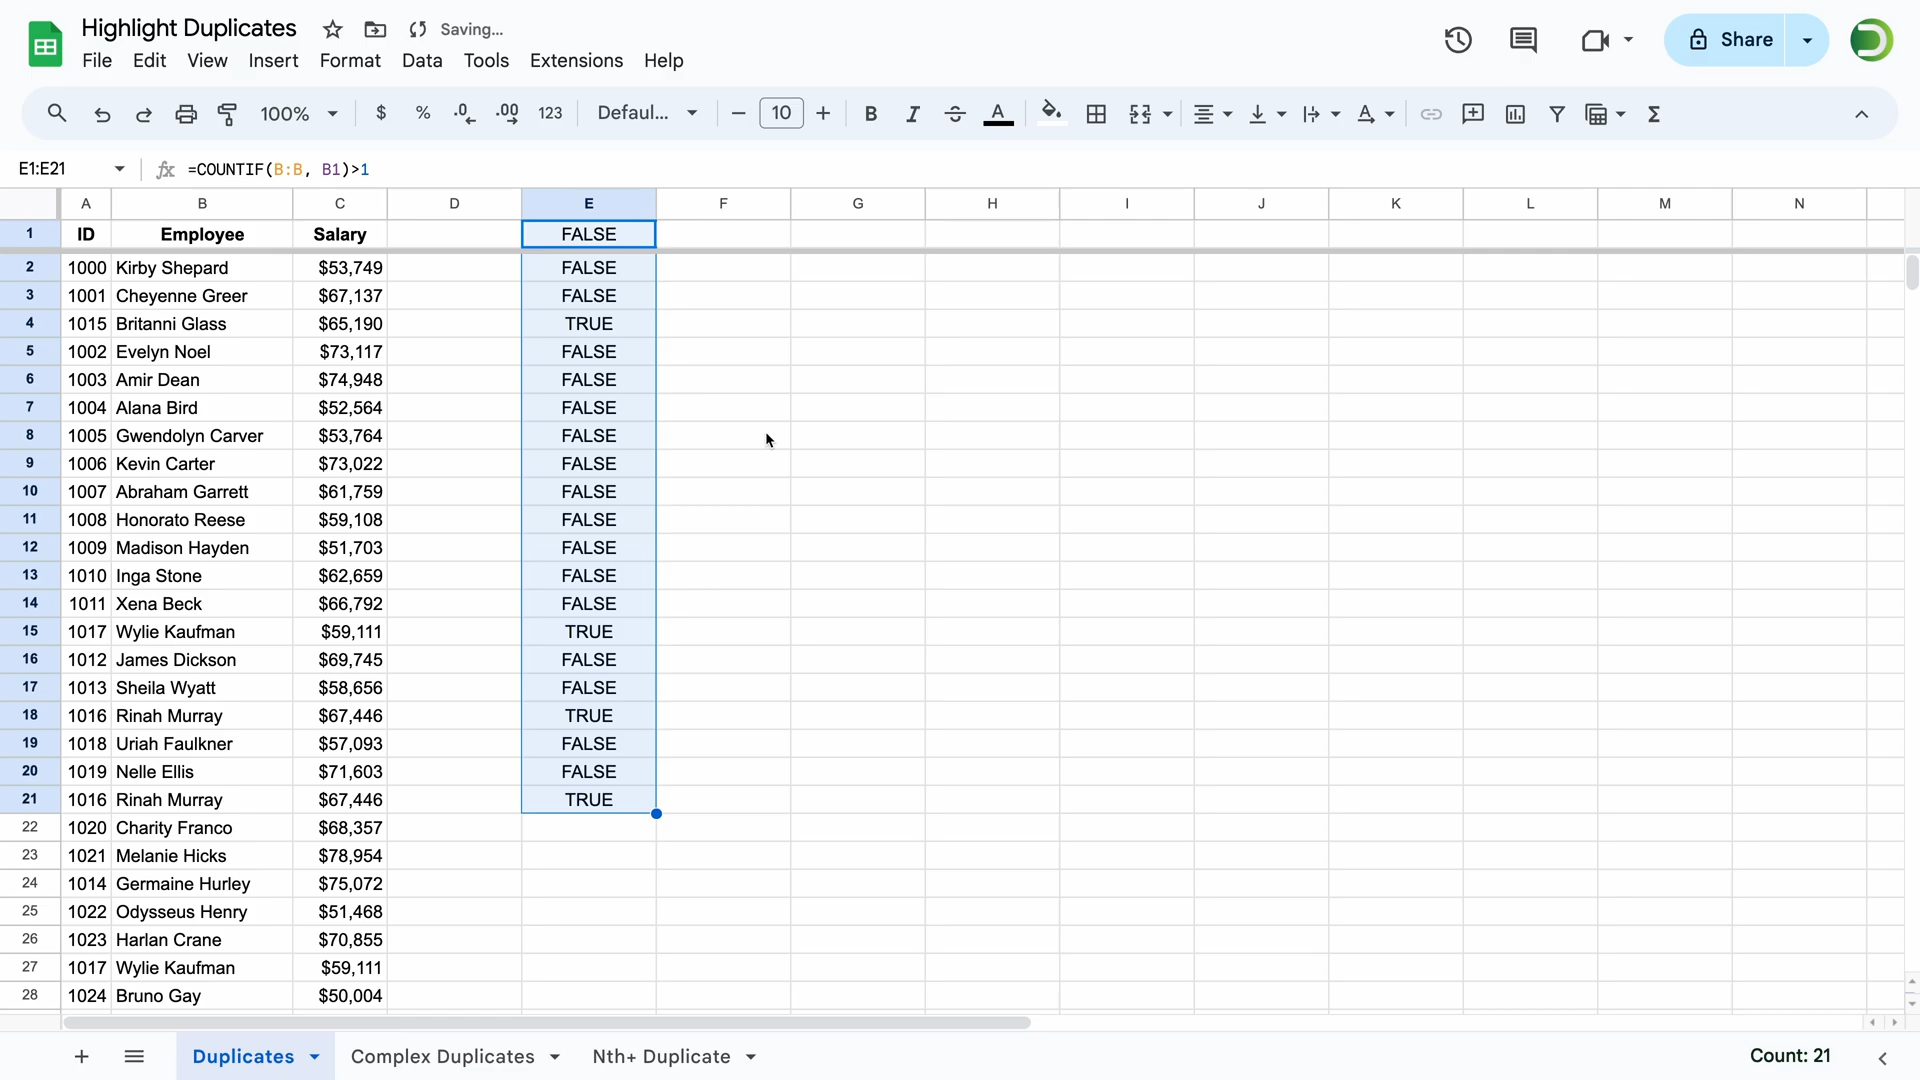 Highlight Duplicates Saving...
File Edit View Insert Format Data Tools Extensions Help
Share
100% $ % .0 .00 123 Defaul... 10 B I A
E1:E21 fx =COUNTIF(B:B, B1)>1
A B C D E F G H I J K L M N
1 ID Employee Salary FALSE
2 1000 Kirby Shepard $53,749 FALSE
3 1001 Cheyenne Greer $67,137 FALSE
4 1015 Britanni Glass $65,190 TRUE
5 1002 Evelyn Noel $73,117 FALSE
6 1003 Amir Dean $74,948 FALSE
7 1004 Alana Bird $52,564 FALSE
8 1005 Gwendolyn Carver $53,764 FALSE
9 1006 Kevin Carter $73,022 FALSE
10 1007 Abraham Garrett $61,759 FALSE
11 1008 Honorato Reese $59,108 FALSE
12 1009 Madison Hayden $51,703 FALSE
13 1010 Inga Stone $62,659 FALSE
14 1011 Xena Beck $66,792 FALSE
15 1017 Wylie Kaufman $59,111 TRUE
16 1012 James Dickson $69,745 FALSE
17 1013 Sheila Wyatt $58,656 FALSE
18 1016 Rinah Murray $67,446 TRUE
19 1018 Uriah Faulkner $57,093 FALSE
20 1019 Nelle Ellis $71,603 FALSE
21 1016 Rinah Murray $67,446 TRUE
22 1020 Charity Franco $68,357
23 1021 Melanie Hicks $78,954
24 1014 Germaine Hurley $75,072
25 1022 Odysseus Henry $51,468
26 1023 Harlan Crane $70,855
27 1017 Wylie Kaufman $59,111
28 1024 Bruno Gay $50,004
Duplicates Complex Duplicates Nth+ Duplicate Count: 21